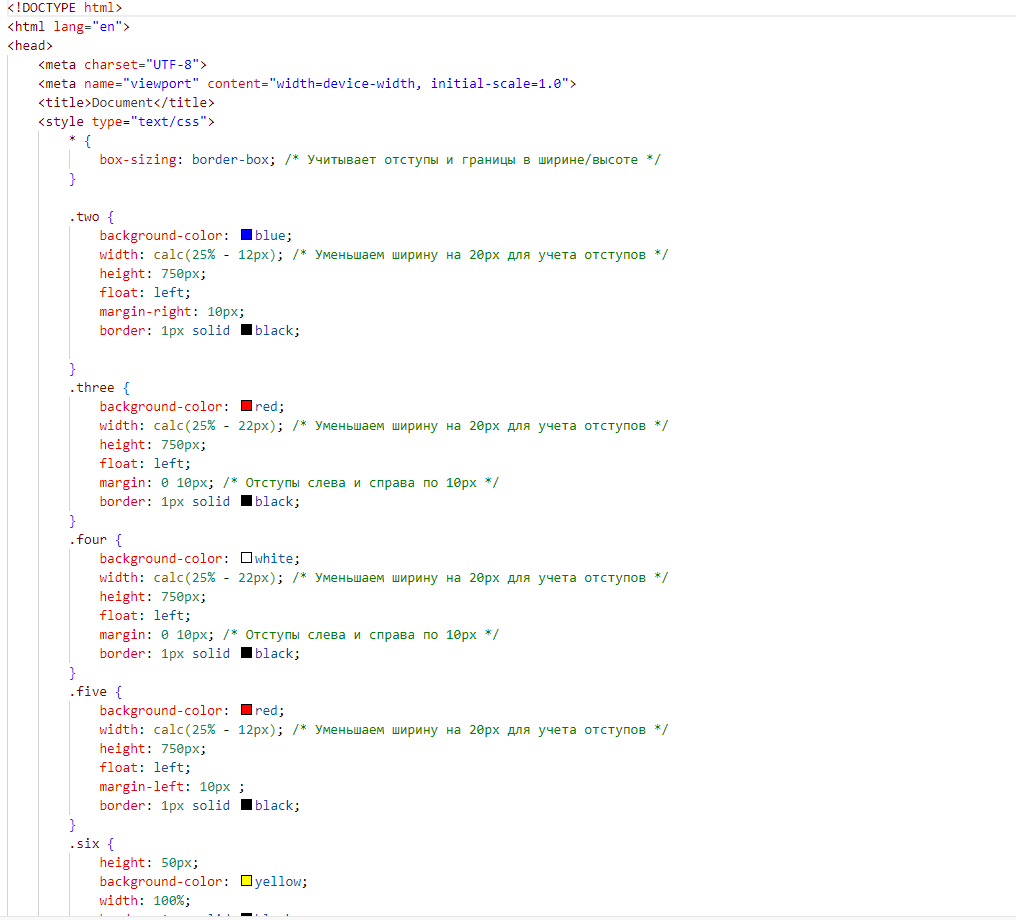 <!DOCTYPE html>
<html lang="en">
<head>
    <meta charset="UTF-8">
    <meta name="viewport" content="width=device-width, initial-scale=1.0">
    <title>Document</title>
    <style type="text/css">
        * {
            box-sizing: border-box; /* Учитывает отступы и границы в ширине/высоте */
        }

        .two {
            background-color: blue;
            width: calc(25% - 12px); /* Уменьшаем ширину на 20px для учета отступов */
            height: 750px;
            float: left;
            margin-right: 10px;
            border: 1px solid black;

        }
        .three {
            background-color: red;
            width: calc(25% - 22px); /* Уменьшаем ширину на 20px для учета отступов */
            height: 750px;
            float: left;
            margin: 0 10px; /* Отступы слева и справа по 10px */
            border: 1px solid black;
        }
        .four {
            background-color: white;
            width: calc(25% - 22px); /* Уменьшаем ширину на 20px для учета отступов */
            height: 750px;
            float: left;
            margin: 0 10px; /* Отступы слева и справа по 10px */
            border: 1px solid black;
        }
        .five {
            background-color: red;
            width: calc(25% - 12px); /* Уменьшаем ширину на 20px для учета отступов */
            height: 750px;
            float: left;
            margin-left: 10px ;
            border: 1px solid black;
        }
        .six {
            height: 50px;
            background-color: yellow;
            width: 100%;